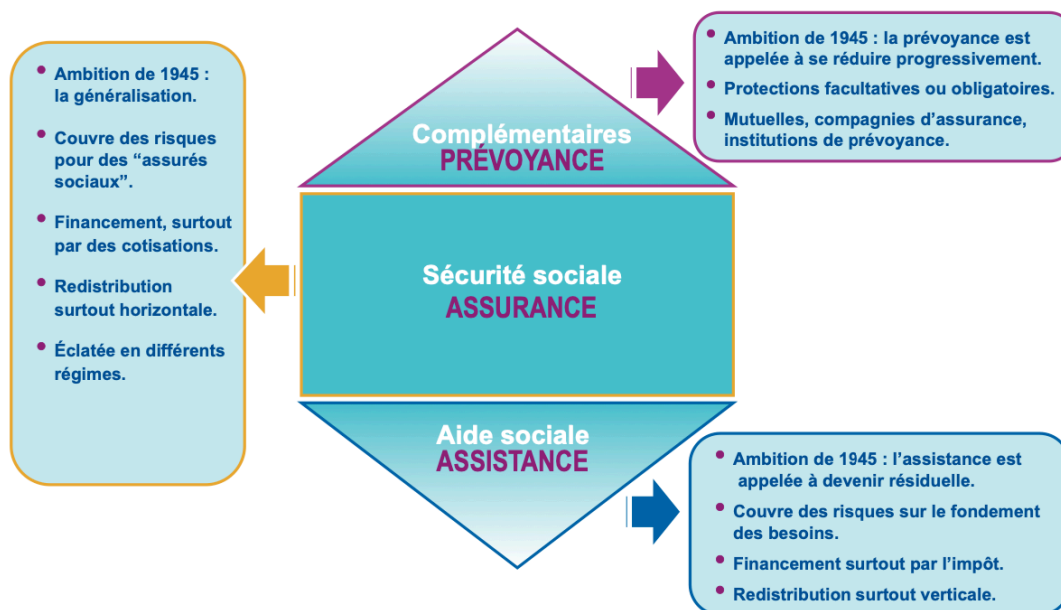 • Ambition de 1945 :
la généralisation.
• Couvre des risques
pour des “assurés
sociaux”.
• Financement, surtout
par des cotisations.
• Redistribution
surtout horizontale.
• Éclatée en différents
régimes.
Complémentaires
PRÉVOYANCE
• Ambition de 1945 : la prévoyance est
appelée à se réduire progressivement.
• Protections facultatives ou obligatoires.
• Mutuelles, compagnies d’assurance,
institutions de prévoyance.
Sécurité sociale
ASSURANCE
Aide sociale
ASSISTANCE
• Ambition de 1945 : l’assistance est
appelée à devenir résiduelle.
• Couvre des risques sur le fondement
des besoins.
• Financement surtout par l’impôt.
• Redistribution surtout verticale.